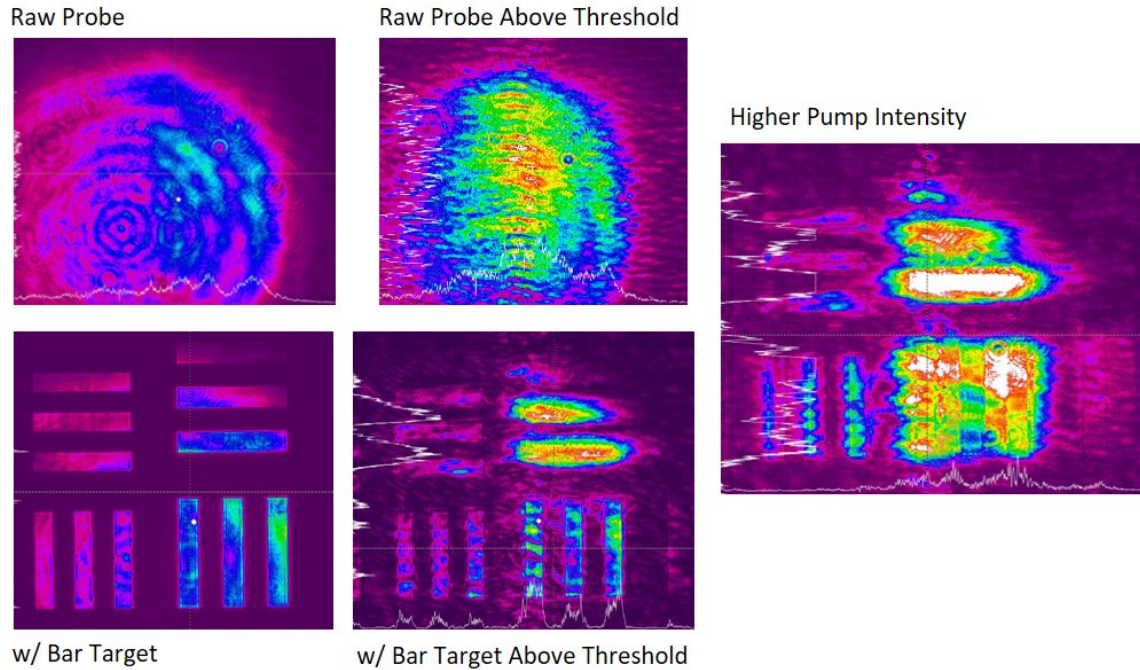 Raw Probe
Raw Probe Above Threshold
Higher Pump Intensity
w/ Bar Target
w/ Bar Target Above Threshold